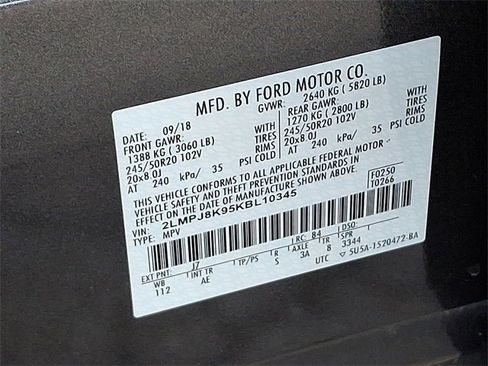 MFD. BY FORD MOTOR CO.
DATE: 09/18 GVWR: 2640 KG ( 5820 LB)
FRONT GAWR: REAR GAWR:
1388 KG ( 3060 LB) WITH 1270 KG ( 2800 LB) WITH
245/50R20 102V TIRES 245/50R20 102V TIRES
20x8.0J RIMS 20x8.0J RIMS
AT 240 kPa/ 35 PSI COLD AT 240 kPa/ 35 PSI COLD
THIS VEHICLE CONFORMS TO ALL APPLICABLE FEDERAL MOTOR
VEHICLE SAFETY AND THEFT PREVENTION STANDARDS IN
EFFECT ON THE DATE OF MANUFACTURE SHOWN ABOVE.
VIN: 2LMPJ8K95KBL10345 F0250
TYPE: MPV T0266
EXT PNT: J7 RC: 84 DSO:
WB INT TR TP/PS R AXLE TR SPR
112 AE S 3A 8 3344
UTC ▽5U5A-1520472-BA